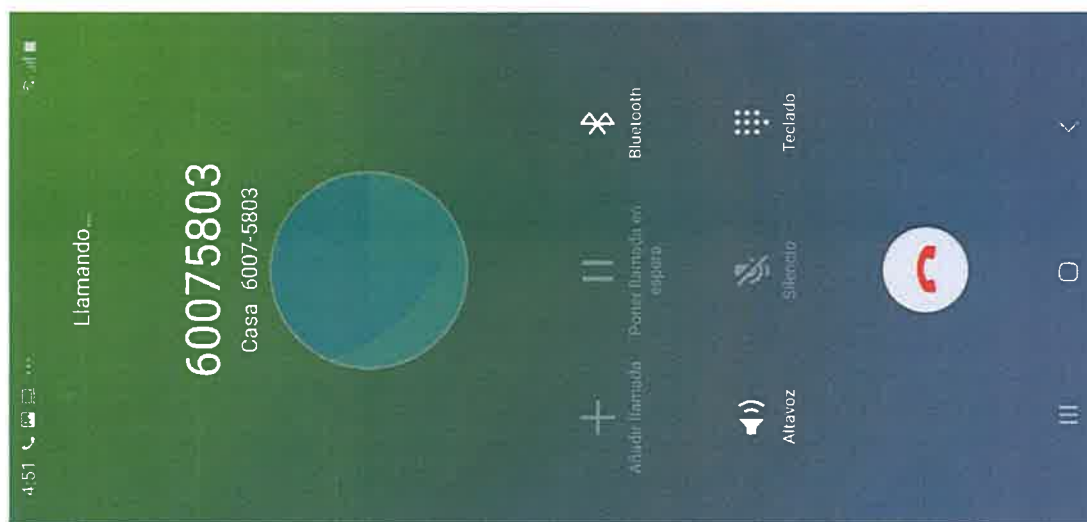 4:51
Llamando...
60075803
Casa 6007-5803
Añadir llamada
Poner llamada en
espera
Bluetooth
Altavoz
Silencio
Teclado